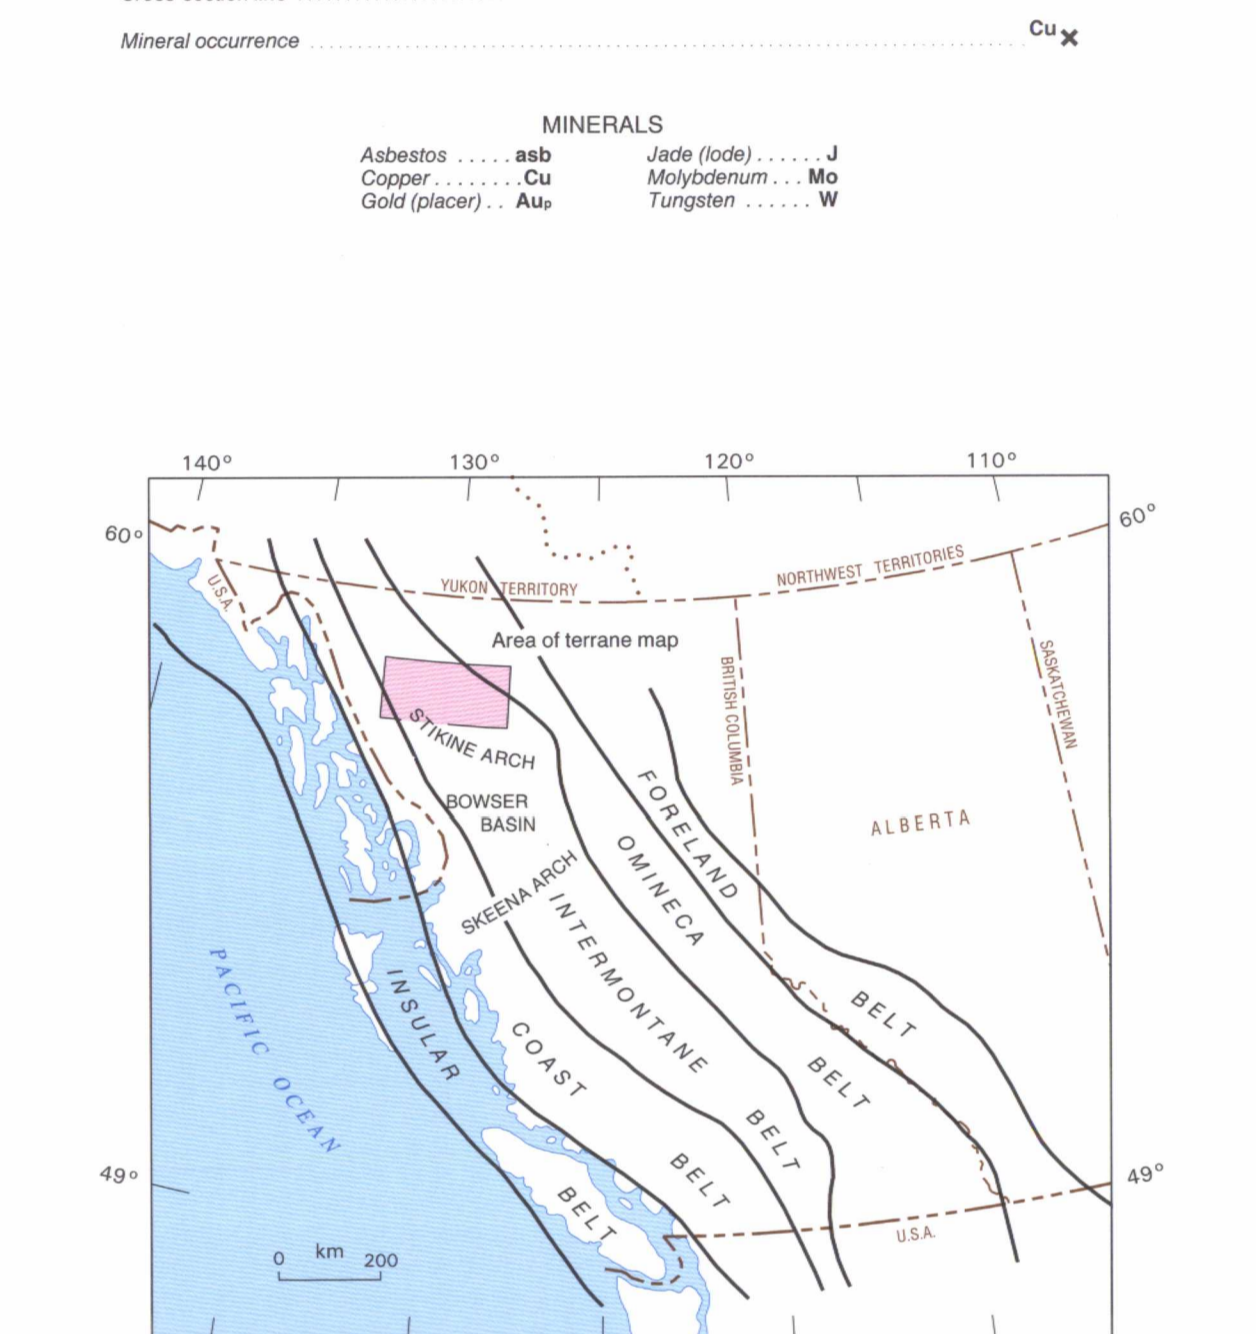 Mineral occurrence ........ Cu ×
MINERALS
Asbestos ..... asb
Copper ........ Cu
Gold (placer) .. Aup
Jade (lode) ...... J
Molybdenum ... Mo
Tungsten ...... W
140° 130° 120° 110°
60° 60°
U.S.A.
YUKON TERRITORY
NORTHWEST TERRITORIES
Area of terrane map
BRITISH COLUMBIA
SASKATCHEWAN
ALBERTA
STIKINE ARCH
BOWSER
BASIN
SKEENA ARCH
FORELAND BELT
OMINECA BELT
INTERMONTANE BELT
COAST BELT
INSULAR BELT
PACIFIC OCEAN
49° 49°
U.S.A.
km
0 200